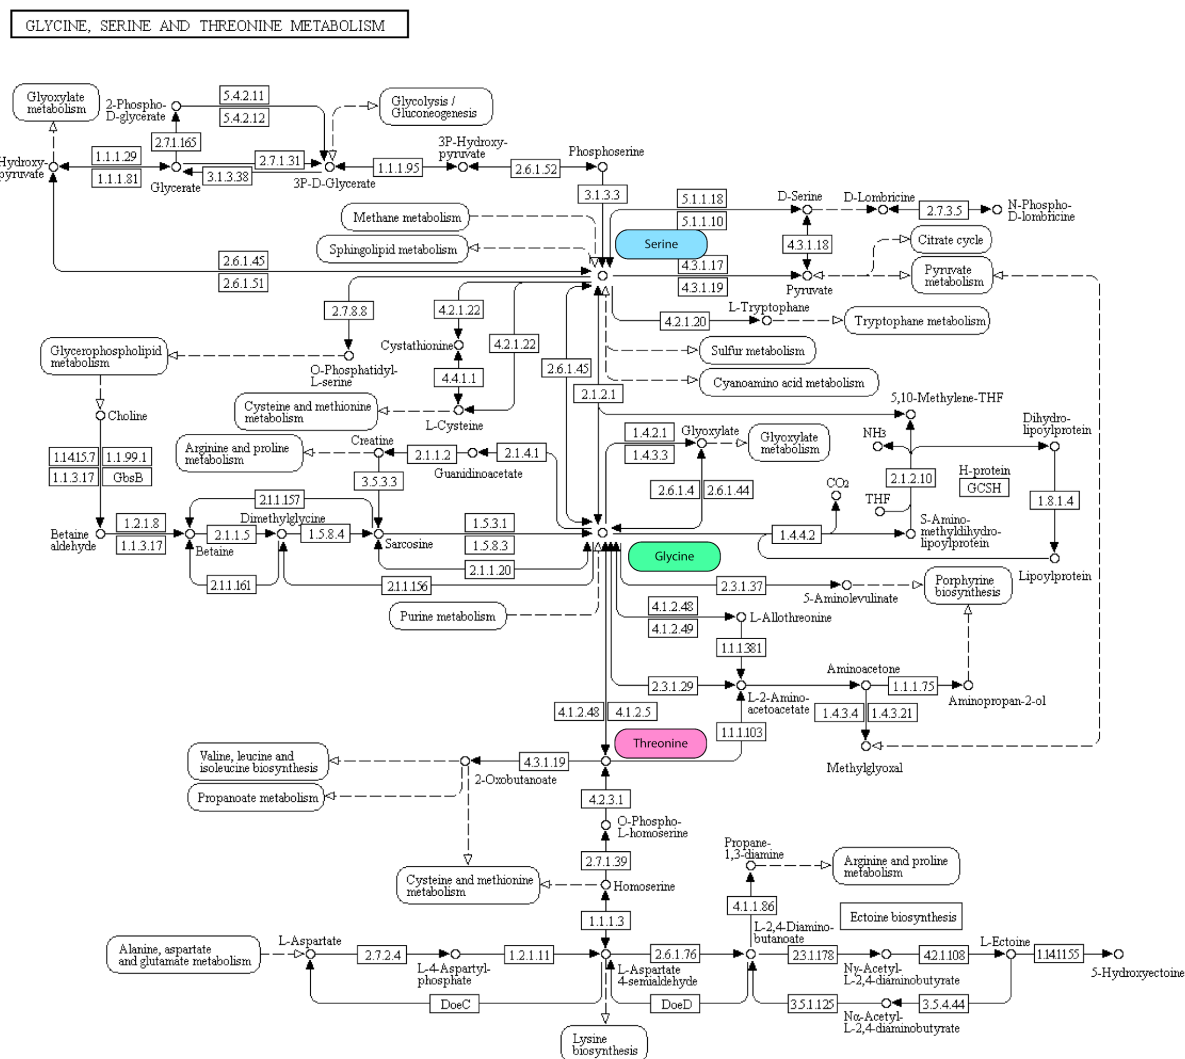 GLYCINE, SERINE AND THREONINE METABOLISM
Glyoxylate
metabolism
2-Phospho-
D-glycerate
5.4.2.11
5.4.2.12
Glycolysis /
Gluconeogenesis
2.7.1.165
Hydroxy-
pyruvate
1.1.1.29
1.1.1.81
Glycerate
2.7.1.31
3.1.3.38
3P-D-Glycerate
1.1.1.95
3P-Hydroxy-
pyruvate
2.6.1.52
Phosphoserine
3.1.3.3
Methane metabolism
Sphingolipid metabolism
5.1.1.18
5.1.1.10
D-Serine
D-Lombricine
2.7.3.5
N-Phospho-
D-lombricine
Serine
4.3.1.18
Citrate cycle
2.6.1.45
2.6.1.51
4.3.1.17
4.3.1.19
Pyruvate
Pyruvate
metabolism
2.7.8.8
4.2.1.22
4.2.1.22
L-Tryptophane
4.2.1.20
Tryptophane metabolism
Glycerophospholipid
metabolism
O-Phosphatidyl-
L-serine
Cystathionine
4.4.1.1
2.6.1.45
Sulfur metabolism
Cyanoamino acid metabolism
2.1.2.1
Choline
Cysteine and methionine
metabolism
L-Cysteine
5,10-Methylene-THF
1.14.15.7
1.1.99.1
1.1.3.17
GbsB
Arginine and proline
metabolism
Creatine
2.1.1.2
Guanidinoacetate
2.1.4.1
1.4.2.1
1.4.3.3
Glyoxylate
Glyoxylate
metabolism
NH3
Dihydro-
lipoylprotein
3.5.3.3
2.6.1.4
2.6.1.44
CO2
THF
2.1.2.10
H-protein
GCSH
1.8.1.4
2.1.1.157
Betaine
aldehyde
1.2.1.8
1.1.3.17
Betaine
2.1.1.5
Dimethylglycine
1.5.8.4
Sarcosine
1.5.3.1
1.5.8.3
1.4.4.2
S-Amino-
methyldihydro-
lipoylprotein
Lipoylprotein
Glycine
2.1.1.20
2.1.1.161
2.1.1.156
Purine metabolism
2.3.1.37
5-Aminolevulinate
Porphyrine
biosynthesis
4.1.2.48
4.1.2.49
L-Allothreonine
1.1.1.381
2.3.1.29
L-2-Amino-
acetoacetate
Aminoacetone
1.1.1.75
Aminopropan-2-ol
4.1.2.48
4.1.2.5
1.4.3.4
1.4.3.21
1.1.1.103
Methylglyoxal
Threonine
Valine, leucine and
isoleucine biosynthesis
2-Oxobutanoate
4.3.1.19
Propanoate metabolism
4.2.3.1
O-Phospho-
L-homoserine
2.7.1.39
Cysteine and methionine
metabolism
Homoserine
1.1.1.3
Propane-
1,3-diamine
Arginine and proline
metabolism
4.1.1.86
Ectoine biosynthesis
Alanine, aspartate
and glutamate metabolism
L-Aspartate
2.7.2.4
L-4-Aspartyl-
phosphate
1.2.1.11
L-Aspartate
4-semialdehyde
2.6.1.76
L-2,4-Diamino-
butanoate
2.3.1.178
Nγ-Acetyl-
L-2,4-diaminobutyrate
4.2.1.108
L-Ectoine
1.14.11.55
5-Hydroxyectoine
DoeC
DoeD
3.5.1.125
Nα-Acetyl-
L-2,4-diaminobutyrate
3.5.4.44
Lysine
biosynthesis